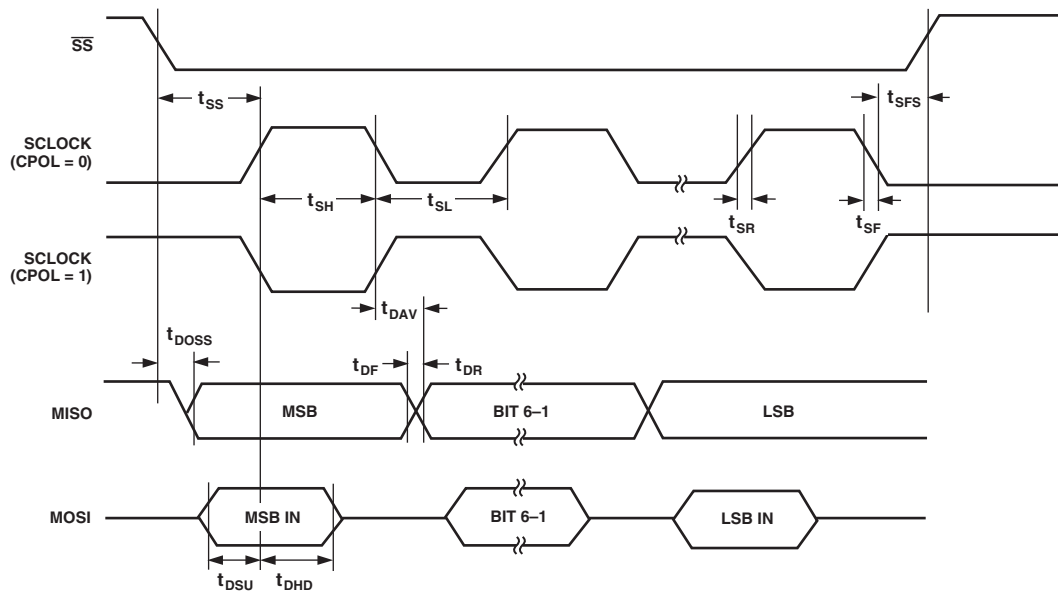 SS
tSS
tSFS
SCLOCK
(CPOL = 0)
tSH
tSL
tSR
tSF
SCLOCK
(CPOL = 1)
tDAV
tDOSS
tDF
tDR
MISO
MSB
BIT 6–1
LSB
MOSI
MSB IN
BIT 6–1
LSB IN
tDSU
tDHD